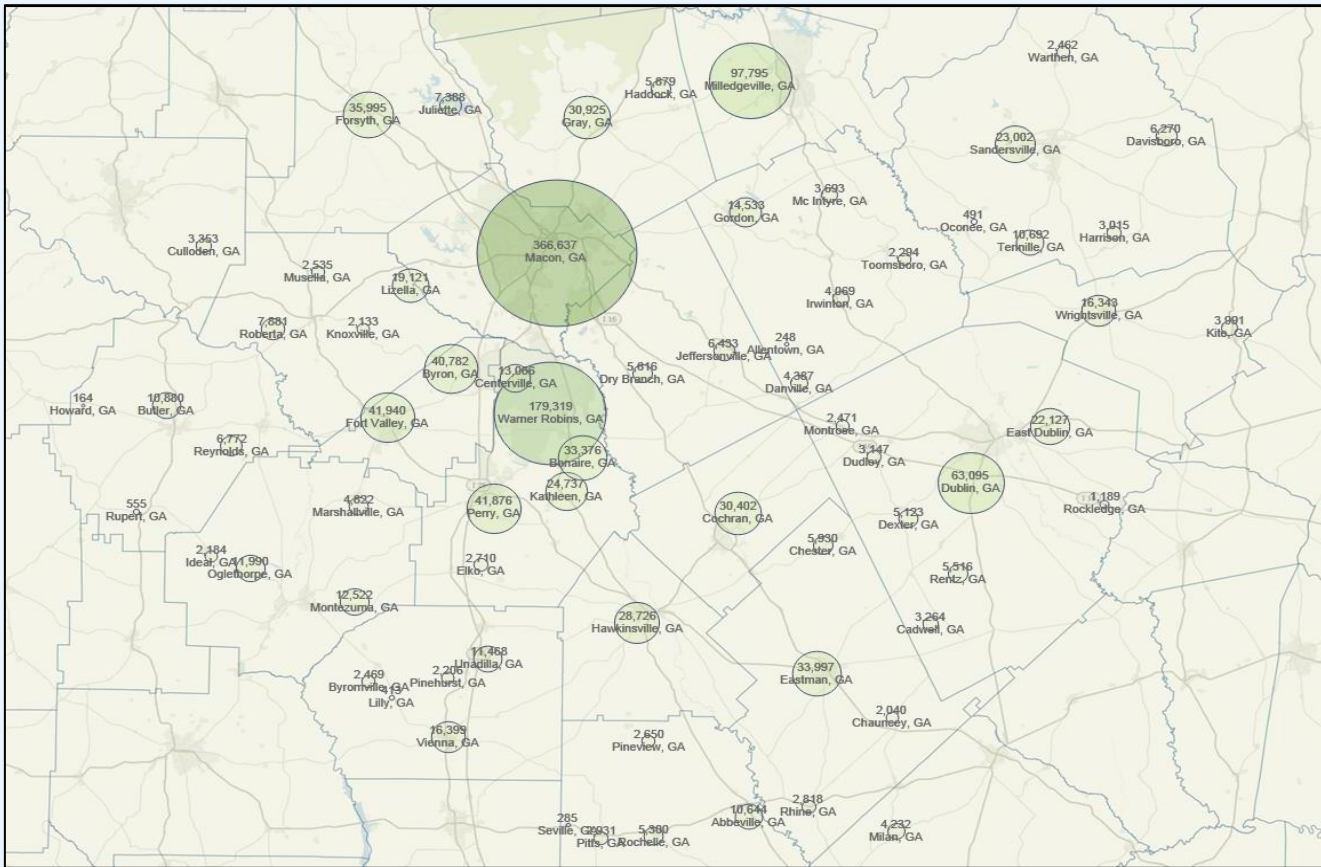 2,462
Warthen, GA
97,795
Milledgeville, GA
5,679
Haddock, GA
7,388
Juliette, GA
35,995
Forsyth, GA
30,925
Gray, GA
23,002
Sandersville, GA
6,270
Davisboro, GA
3,693
Mc Intyre, GA
14,533
Gordon, GA
491
Oconee, GA
10,692
Tennille, GA
3,015
Harrison, GA
3,353
Culloden, GA
366,637
Macon, GA
2,294
Toomsboro, GA
2,535
Musella, GA
19,121
Lizella, GA
4,069
Irwinton, GA
16,343
Wrightsville, GA
3,991
Kite, GA
7,881
Roberta, GA
2,133
Knoxville, GA
I 16
6,433
Jeffersonville, GA
248
Allentown, GA
40,782
Byron, GA
13,066
Centerville, GA
5,616
Dry Branch, GA
4,387
Danville, GA
164
Howard, GA
10,880
Butler, GA
41,940
Fort Valley, GA
179,319
Warner Robins, GA
2,471
Montrose, GA
22,127
East Dublin, GA
6,772
Reynolds, GA
33,376
Bonaire, GA
3,147
Dudley, GA
63,095
Dublin, GA
24,737
Kathleen, GA
555
Rupert, GA
4,622
Marshallville, GA
41,876
Perry, GA
30,402
Cochran, GA
5,123
Dexter, GA
1,189
Rockledge, GA
5,930
Chester, GA
2,184
Ideal, GA
11,990
Oglethorpe, GA
2,710
Elko, GA
5,516
Rentz, GA
12,522
Montezuma, GA
28,726
Hawkinsville, GA
3,264
Cadwell, GA
11,468
Unadilla, GA
2,206
Pinehurst, GA
2,469
Byromville, GA
413
Lilly, GA
33,997
Eastman, GA
2,040
Chauncey, GA
16,399
Vienna, GA
2,650
Pineview, GA
2,818
Rhine, GA
10,644
Abbeville, GA
285
Seville, GA
2,931
Pitts, GA
5,380
Rochelle, GA
4,232
Milan, GA